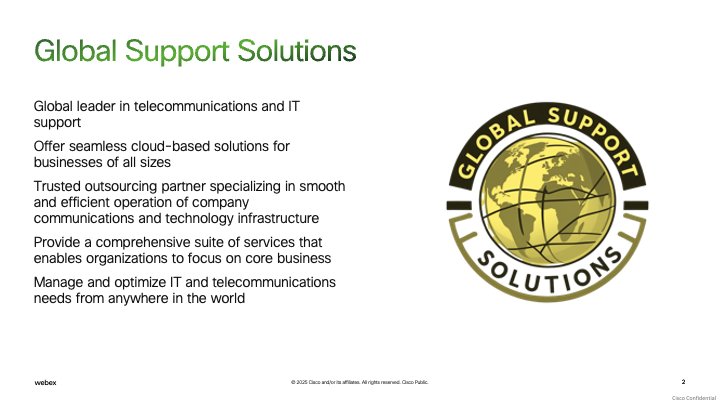 Global Support Solutions
Global leader in telecommunications and IT
support
Offer seamless cloud-based solutions for
businesses of all sizes
Trusted outsourcing partner specializing in smooth
and efficient operation of company
communications and technology infrastructure
Provide a comprehensive suite of services that
enables organizations to focus on core business
Manage and optimize IT and telecommunications
needs from anywhere in the world
GLOBAL SUPPORT
SOLUTIONS
webex
© 2025 Cisco and/or its affiliates. All rights reserved. Cisco Public.
2
Cisco Confidential